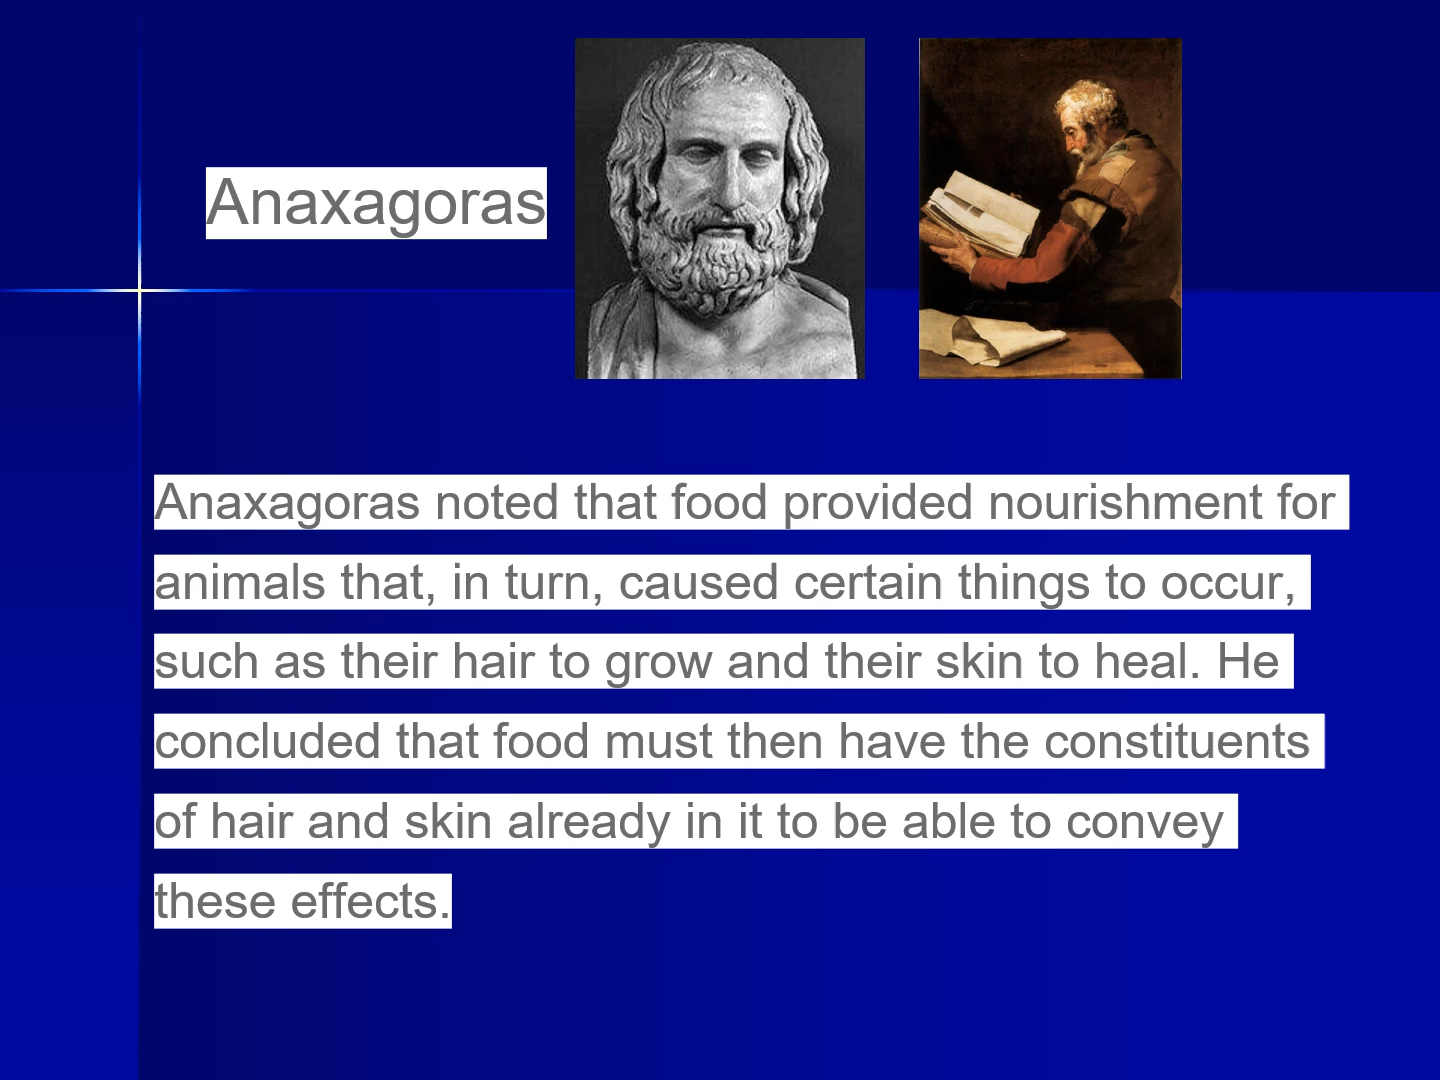 Anaxagoras
Anaxagoras noted that food provided nourishment for
animals that, in turn, caused certain things to occur,
such as their hair to grow and their skin to heal. He
concluded that food must then have the constituents
of hair and skin already in it to be able to convey
these effects.